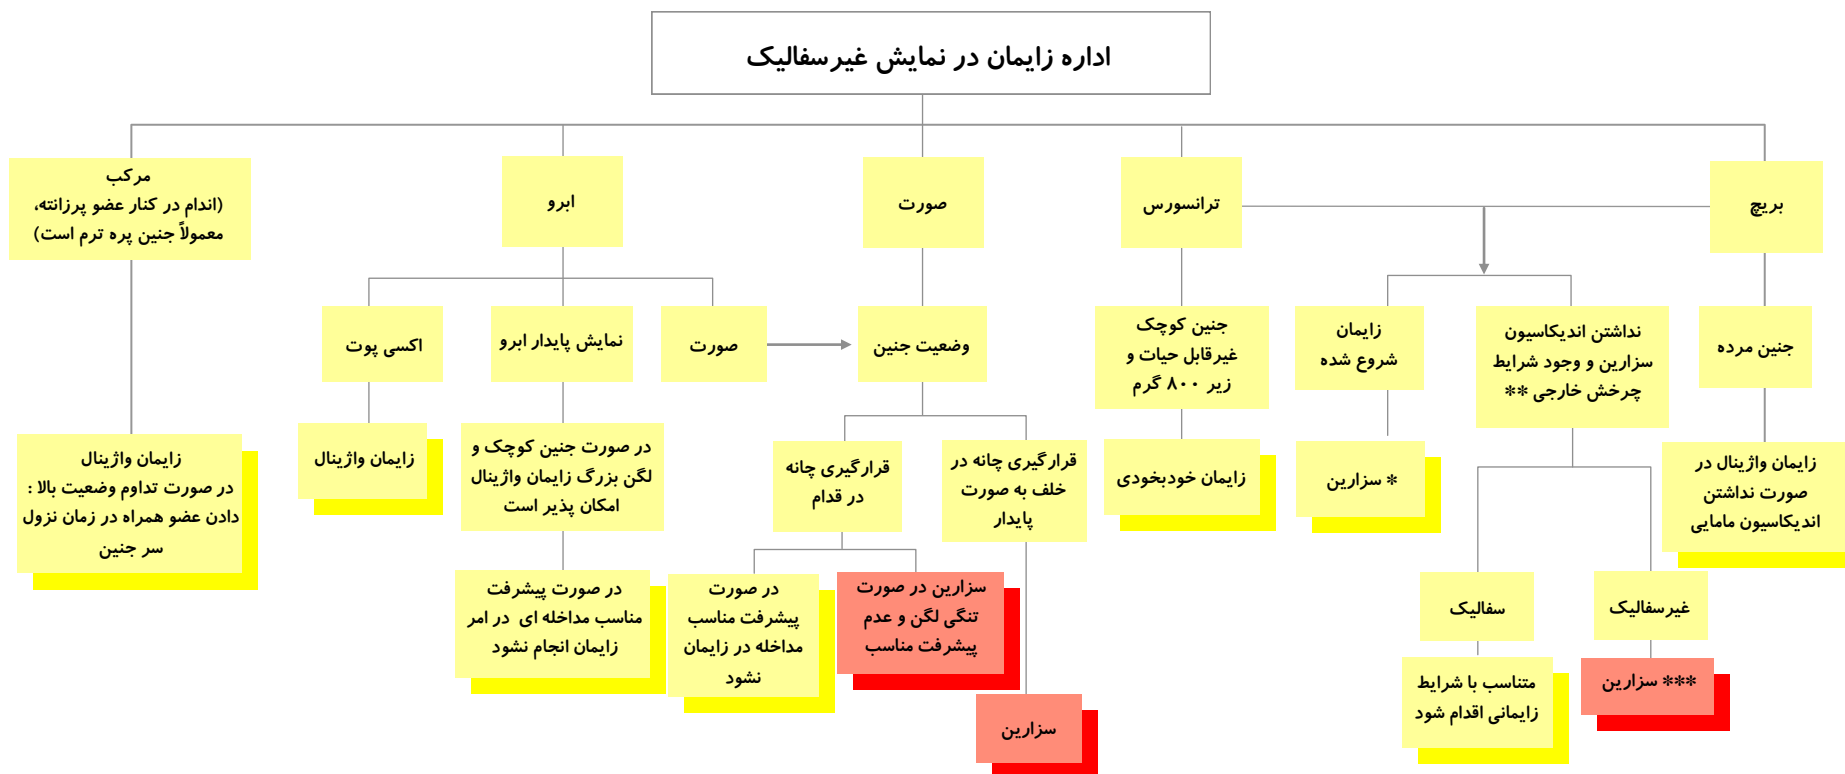 اداره زایمان در نمایش غیرسفالیک
بریچ
ترانسورس
صورت
ابرو
مرکب
(اندام در کنار عضو پرزانته،
معمولاً جنین پره ترم است)
جنین مرده
نداشتن اندیکاسیون
سزارین و وجود شرایط
چرخش خارجی **
زایمان
شروع شده
جنین کوچک
غیرقابل حیات و
زیر ۸۰۰ گرم
وضعیت جنین
صورت
نمایش پایدار ابرو
اکسی پوت
زایمان واژینال در
صورت نداشتن
اندیکاسیون مامایی
* سزارین
زایمان خودبخودی
قرارگیری چانه در
خلف به صورت
پایدار
قرارگیری چانه
در قدام
در صورت جنین کوچک و
لگن بزرگ زایمان واژینال
امکان پذیر است
زایمان واژینال
زایمان واژینال
در صورت تداوم وضعیت بالا :
دادن عضو همراه در زمان نزول
سر جنین
غیرسفالیک
سفالیک
سزارین در صورت
تنگی لگن و عدم
پیشرفت مناسب
در صورت
پیشرفت مناسب
مداخله در زایمان
نشود
در صورت پیشرفت
مناسب مداخله ای در امر
زایمان انجام نشود
*** سزارین
متناسب با شرایط
زایمانی اقدام شود
سزارین